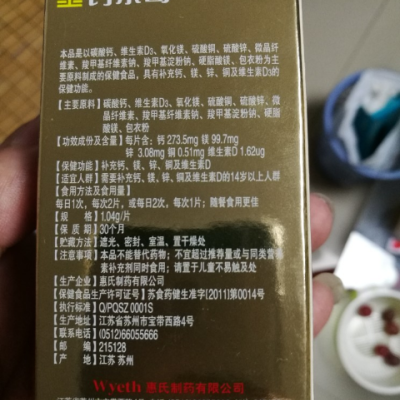 本品是以碳酸钙、维生素D₃、氧化镁、硫酸铜、硫酸锌、微晶纤
维素、羧甲基纤维素钠、羧甲基淀粉钠、硬脂酸镁、包衣粉为主
要原料制成的保健食品，具有补充钙、镁、锌、铜及维生素D₃的
保健功能。
【主要原料】碳酸钙、维生素D₃、氧化镁、硫酸铜、硫酸锌、微
晶纤维素、羧甲基纤维素钠、羧甲基淀粉钠、硬
脂酸镁、包衣粉
【功效成份及含量】每片含：钙 273.5mg 镁 99.7mg
锌 3.08mg 铜 0.51mg 维生素D 1.62ug
【保健功能】补充钙、镁、锌、铜及维生素D
【适宜人群】需要补充钙、镁、锌、铜及维生素D的14岁以上人群
【食用方法及食用量】
每日1次，每次2片，或每日2次，每次1片；随餐食用更佳
【规 格】1.04g/片
【保 质 期】30个月
【贮藏方法】遮光、密封、室温、置干燥处
【注意事项】本品不能替代药物；不宜超过推荐量或与同类营养
素补充剂同时食用；请置于儿童不易触及处
【生产企业】惠氏制药有限公司
【保健食品生产许可证号】苏食药健生证字[2011]第0014号
【执行标准】Q/PQSZ 0001S
【生产地址】江苏省苏州市宝带西路4号
【联系电话】(0512)66055666
【邮 编】215128
【产 地】江苏 苏州
Wyeth 惠氏制药有限公司